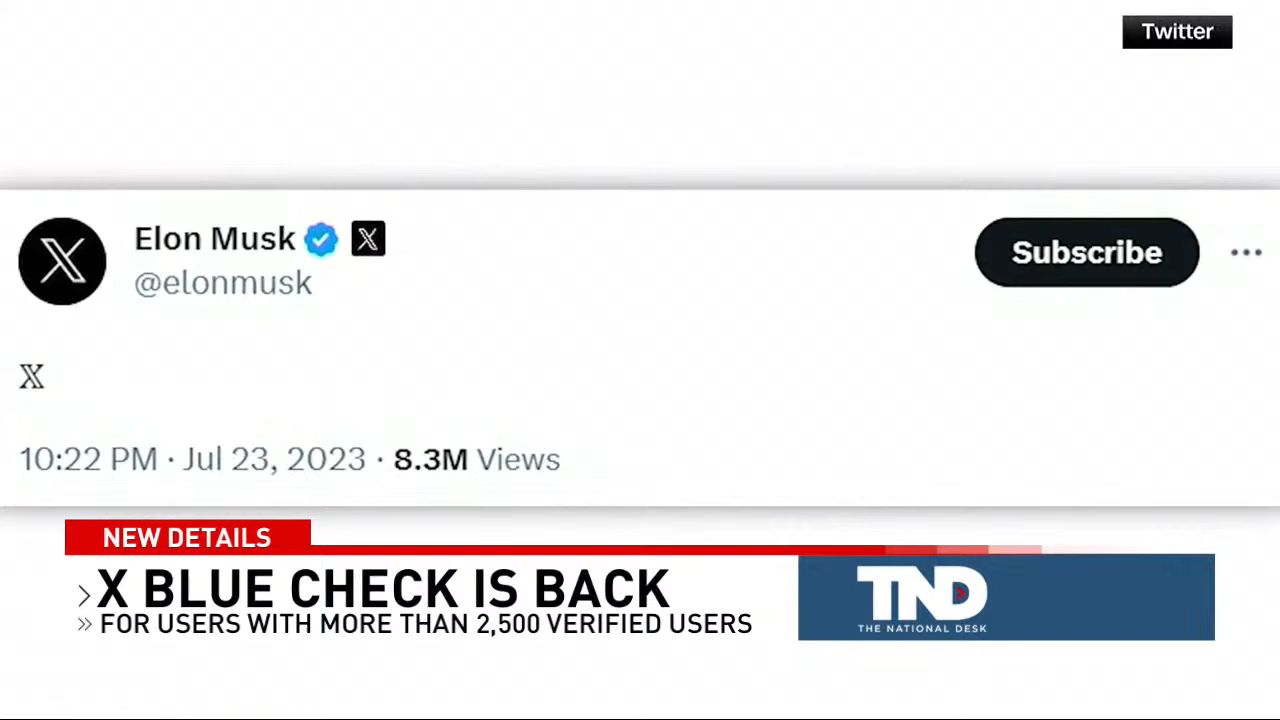 Twitter
Elon Musk
@elonmusk
Subscribe
𝕏
10:22 PM · Jul 23, 2023 · 8.3M Views
NEW DETAILS
X BLUE CHECK IS BACK
FOR USERS WITH MORE THAN 2,500 VERIFIED USERS
TND
THE NATIONAL DESK